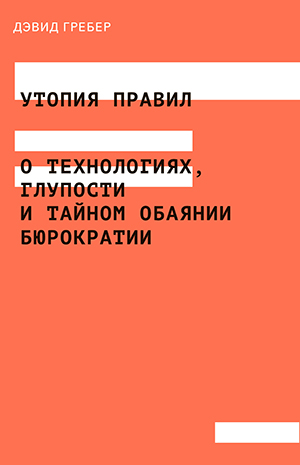 ДЭВИД ГРЕБЕР
УТОПИЯ ПРАВИЛ
О ТЕХНОЛОГИЯХ,
ГЛУПОСТИ
И ТАЙНОМ ОБАЯНИИ
БЮРОКРАТИИ